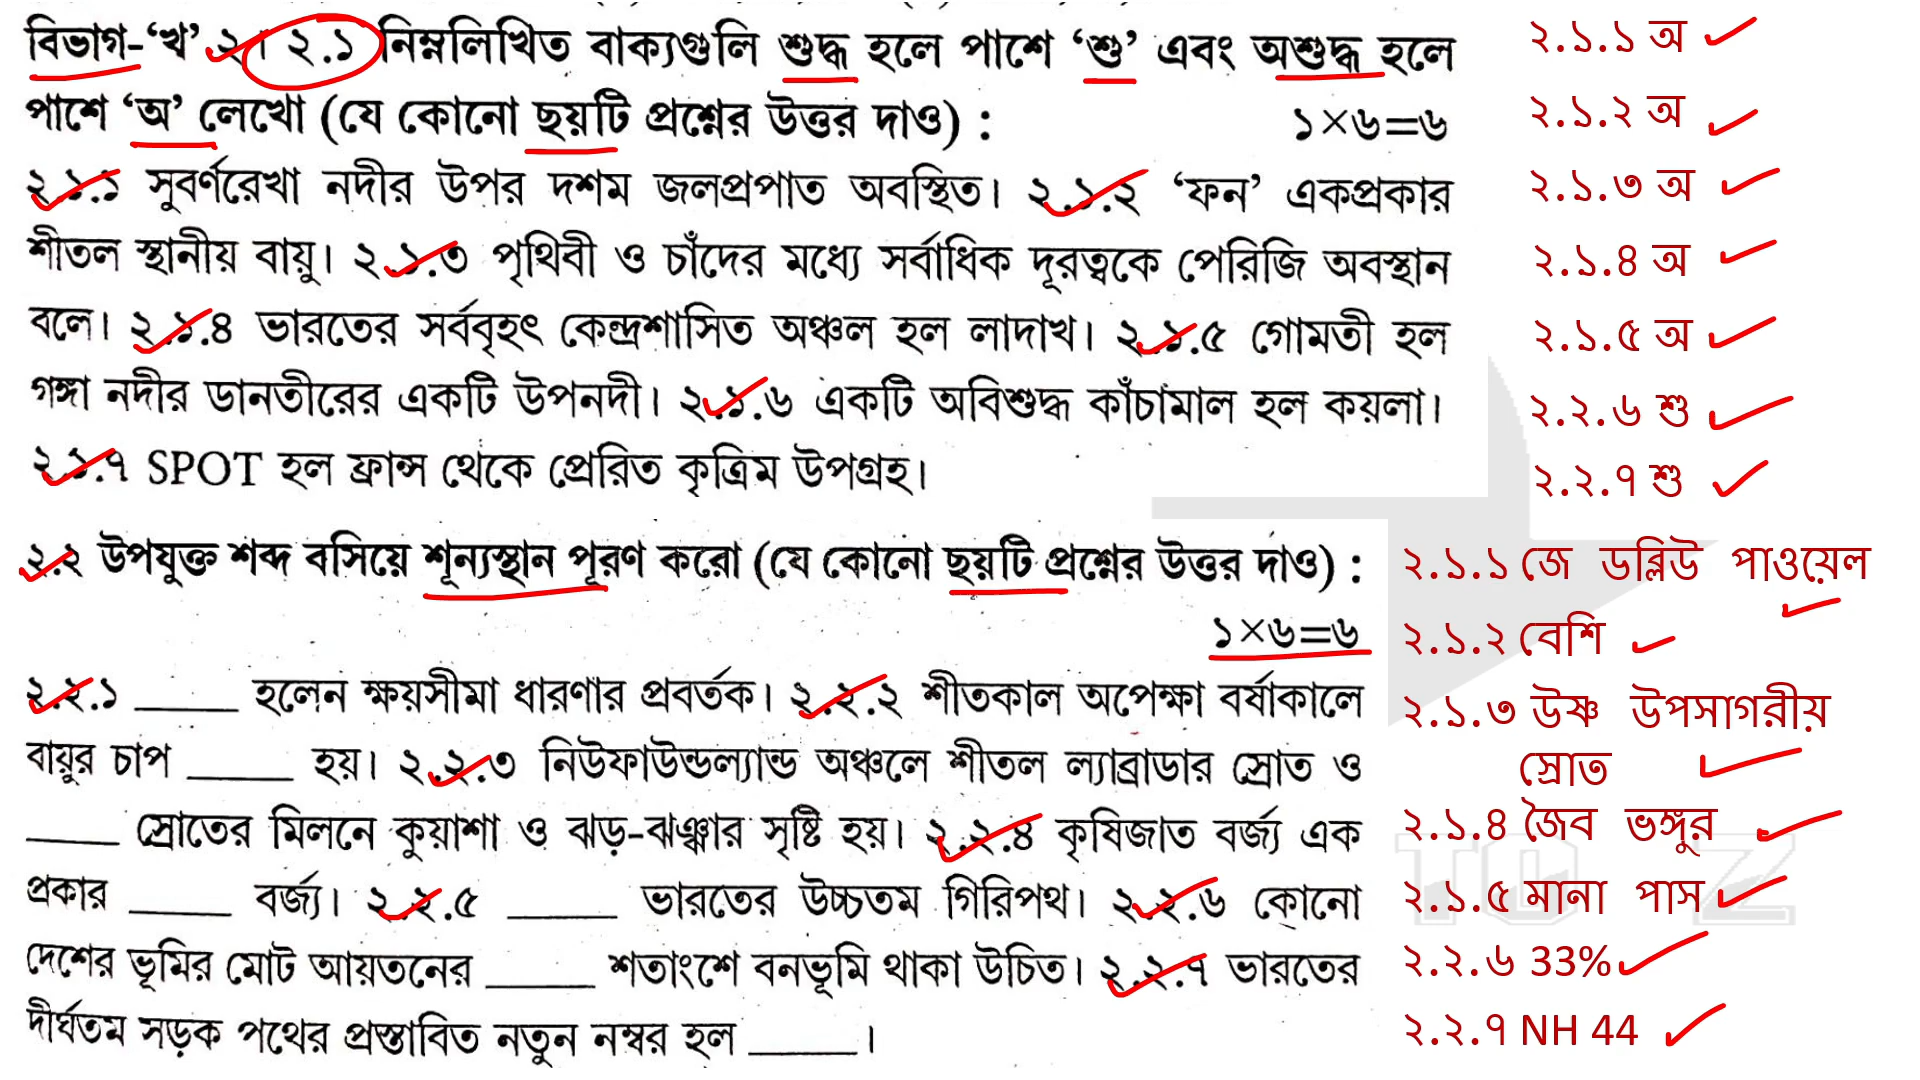 বিভাগ-‘খ’ ২। ২.১ নিম্নলিখিত বাক্যগুলি শুদ্ধ হলে পাশে ‘শু’ এবং অশুদ্ধ হলে
পাশে ‘অ’ লেখো (যে কোনো ছয়টি প্রশ্নের উত্তর দাও) : ১×৬=৬
২.১.১ সুবর্ণরেখা নদীর উপর দশম জলপ্রপাত অবস্থিত। ২.১.২ ‘ফন’ একপ্রকার
শীতল স্থানীয় বায়ু। ২.১.৩ পৃথিবী ও চাঁদের মধ্যে সর্বাধিক দূরত্বকে পেরিজি অবস্থান
বলে। ২.১.৪ ভারতের সর্ববৃহৎ কেন্দ্রশাসিত অঞ্চল হল লাদাখ। ২.১.৫ গোমতী হল
গঙ্গা নদীর ডানতীরের একটি উপনদী। ২.১.৬ একটি অবিশুদ্ধ কাঁচামাল হল কয়লা।
২.১.৭ SPOT হল ফ্রান্স থেকে প্রেরিত কৃত্রিম উপগ্রহ।
২.১.১ অ
২.১.২ অ
২.১.৩ অ
২.১.৪ অ
২.১.৫ অ
২.২.৬ শু
২.২.৭ শু
২.২ উপযুক্ত শব্দ বসিয়ে শূন্যস্থান পূরণ করো (যে কোনো ছয়টি প্রশ্নের উত্তর দাও) :
১×৬=৬
২.২.১ _____ হলেন ক্ষয়সীমা ধারণার প্রবর্তক। ২.২.২ শীতকাল অপেক্ষা বর্ষাকালে
বায়ুর চাপ _____ হয়। ২.২.৩ নিউফাউন্ডল্যান্ড অঞ্চলে শীতল ল্যাব্রাডার স্রোত ও
_____ স্রোতের মিলনে কুয়াশা ও ঝড়-ঝঞ্ঝার সৃষ্টি হয়। ২.২.৪ কৃষিজাত বর্জ্য এক
প্রকার _____ বর্জ্য। ২.২.৫ _____ ভারতের উচ্চতম গিরিপথ। ২.২.৬ কোনো
দেশের ভূমির মোট আয়তনের _____ শতাংশে বনভূমি থাকা উচিত। ২.২.৭ ভারতের
দীর্ঘতম সড়ক পথের প্রস্তাবিত নতুন নম্বর হল _____।
২.১.১ জে ডব্লিউ পাওয়েল
২.১.২ বেশি
২.১.৩ উষ্ণ উপসাগরীয়
স্রোত
২.১.৪ জৈব ভঙ্গুর
২.১.৫ মানা পাস
২.২.৬ 33%
২.২.৭ NH 44